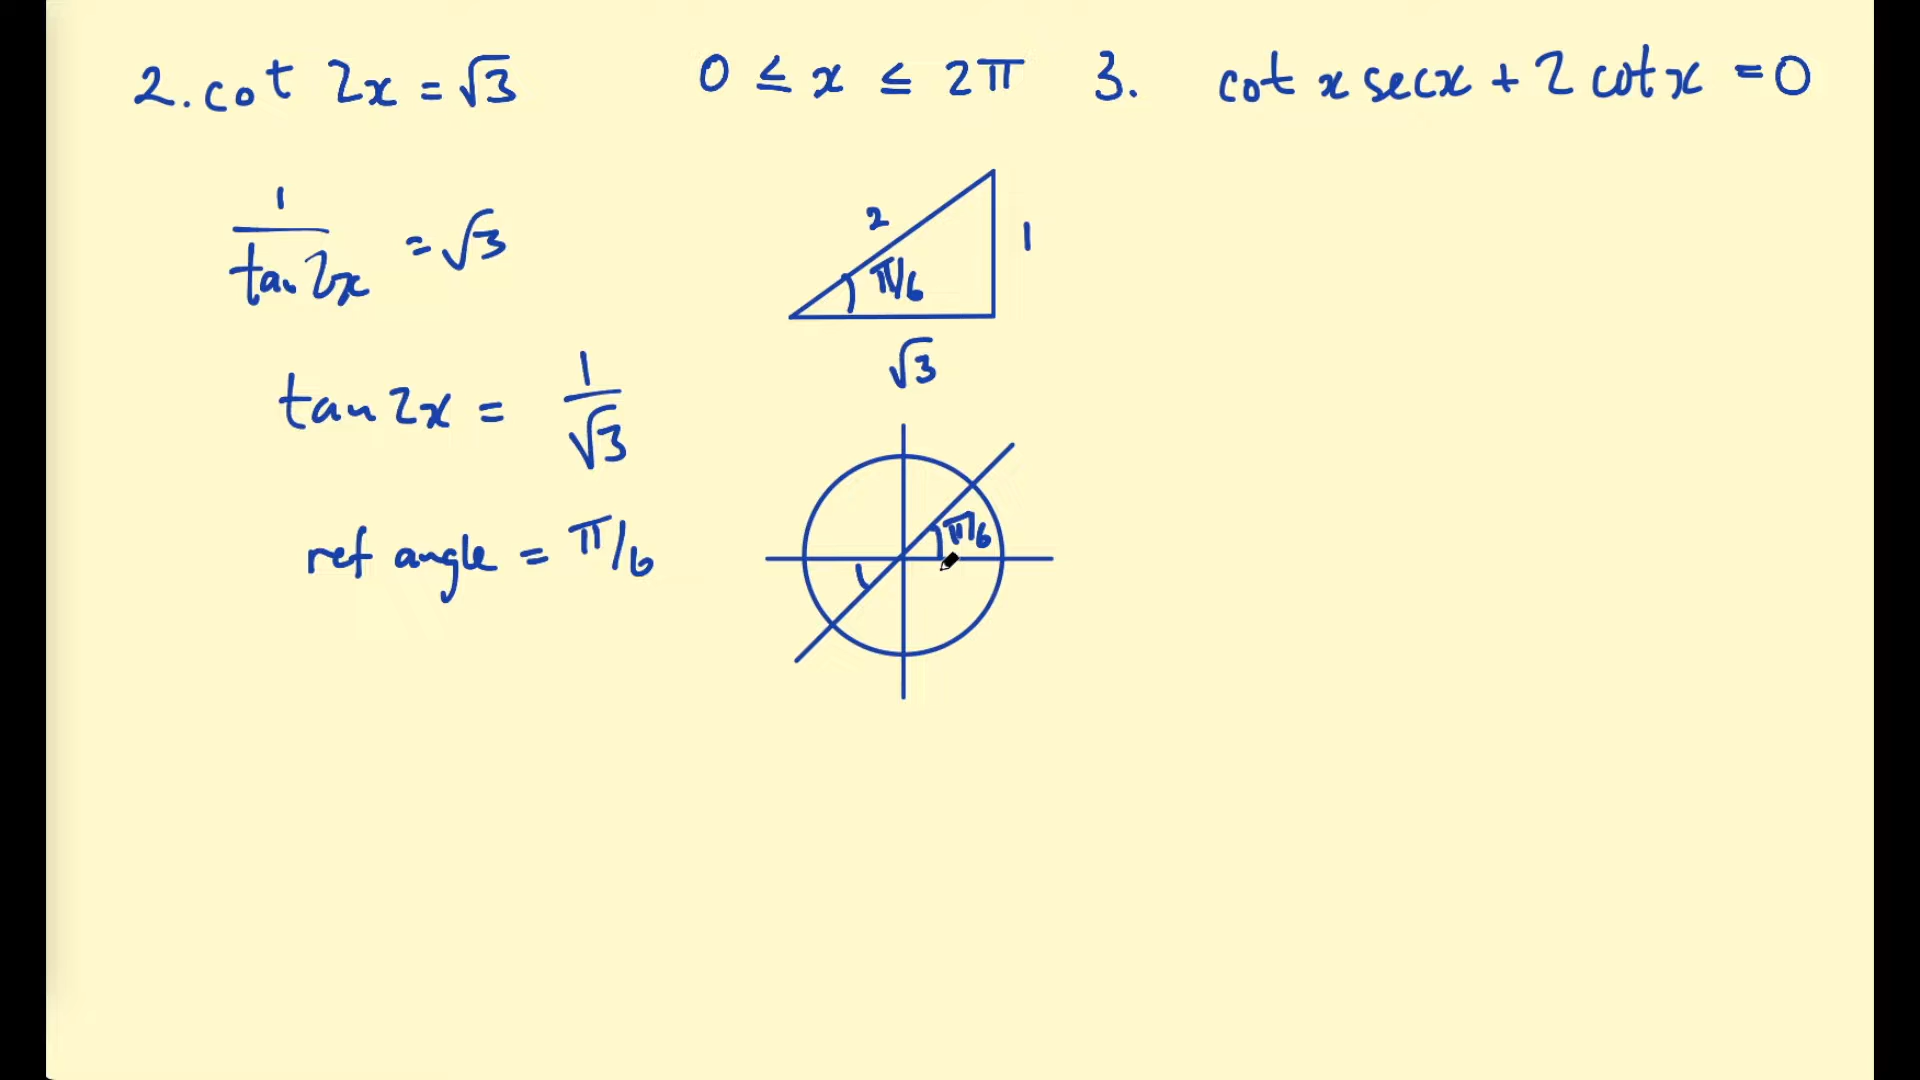 2. cot 2x = √3
0 ≤ x ≤ 2π
3. cot x sec x + 2 cot x = 0
1/tan 2x = √3
2
1
π/6
√3
tan 2x = 1/√3
ref angle = π/6
π/6